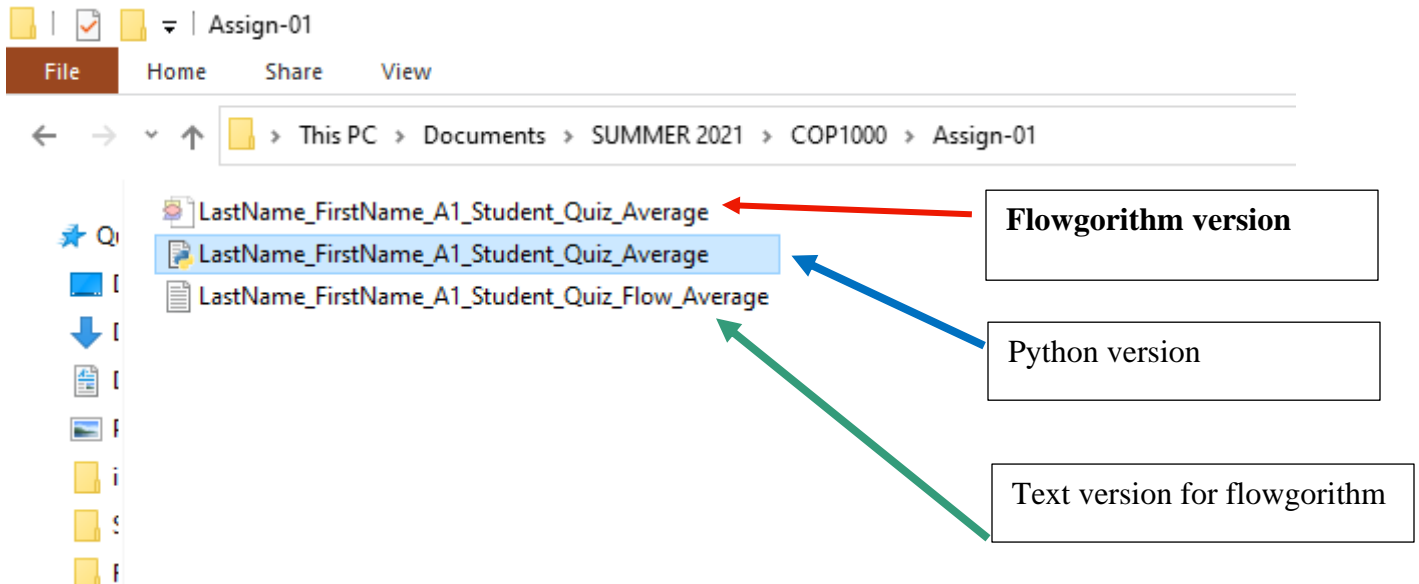 Assign-01
File Home Share View
This PC > Documents > SUMMER 2021 > COP1000 > Assign-01
LastName_FirstName_A1_Student_Quiz_Average
Flowgorithm version
LastName_FirstName_A1_Student_Quiz_Average
LastName_FirstName_A1_Student_Quiz_Flow_Average
Python version
Text version for flowgorithm